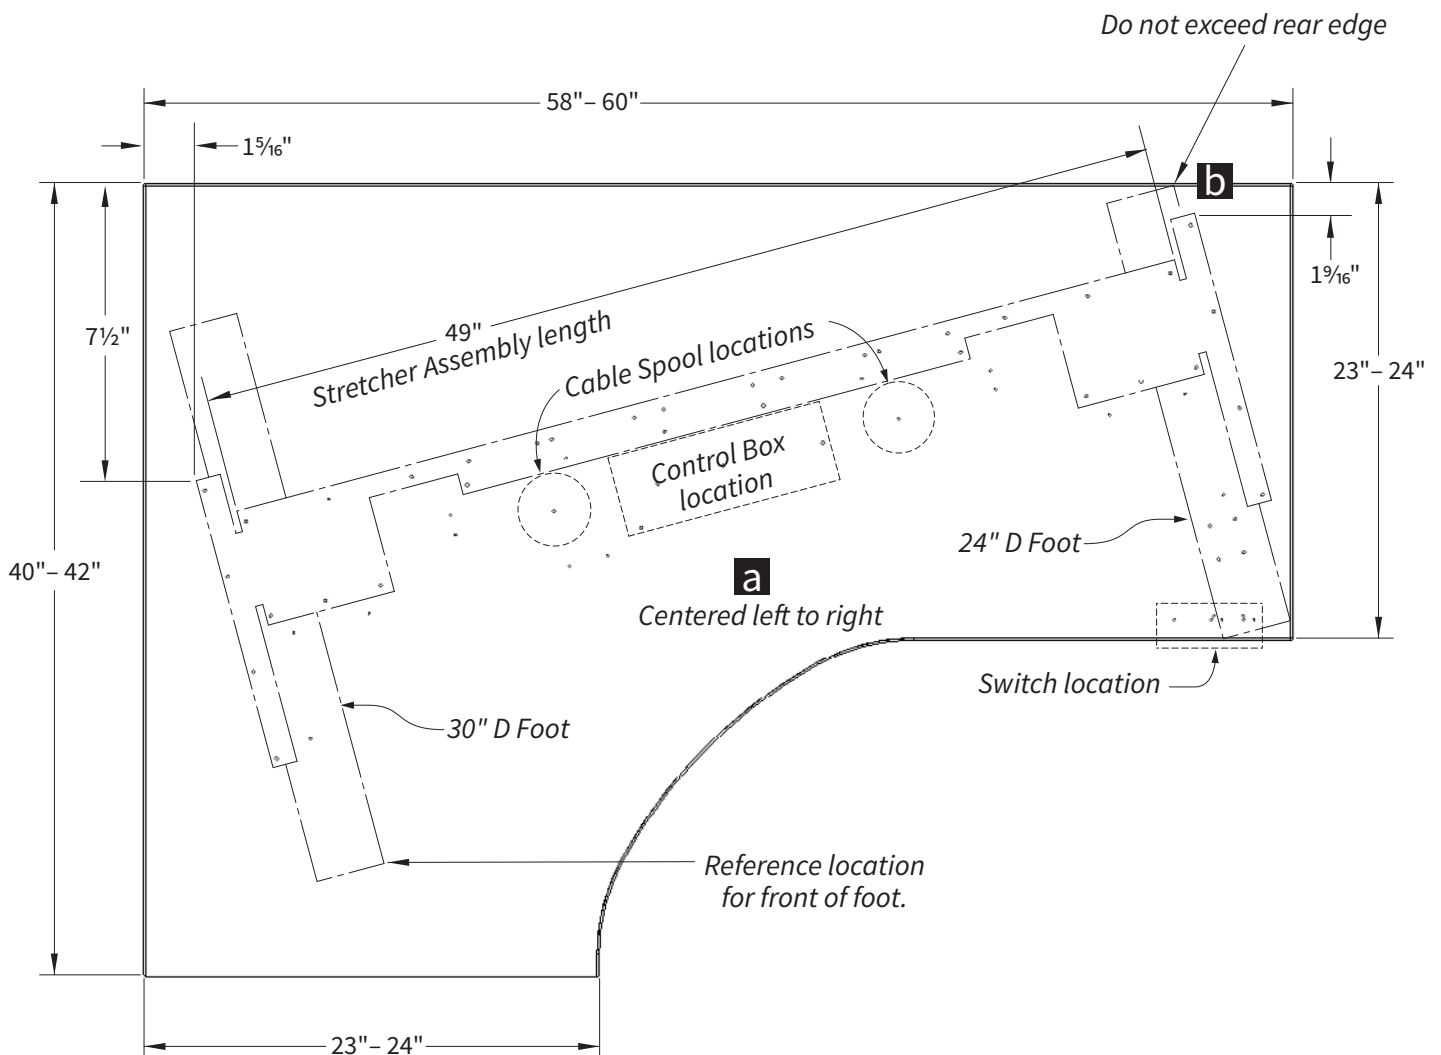 Do not exceed rear edge
58"– 60"
1⁵⁄₁₆"
b
7½"
49"
Stretcher Assembly length
Cable Spool locations
1⁹⁄₁₆"
23"– 24"
Control Box
location
24" D Foot
40"– 42"
a
Centered left to right
Switch location
30" D Foot
Reference location
for front of foot.
23"– 24"